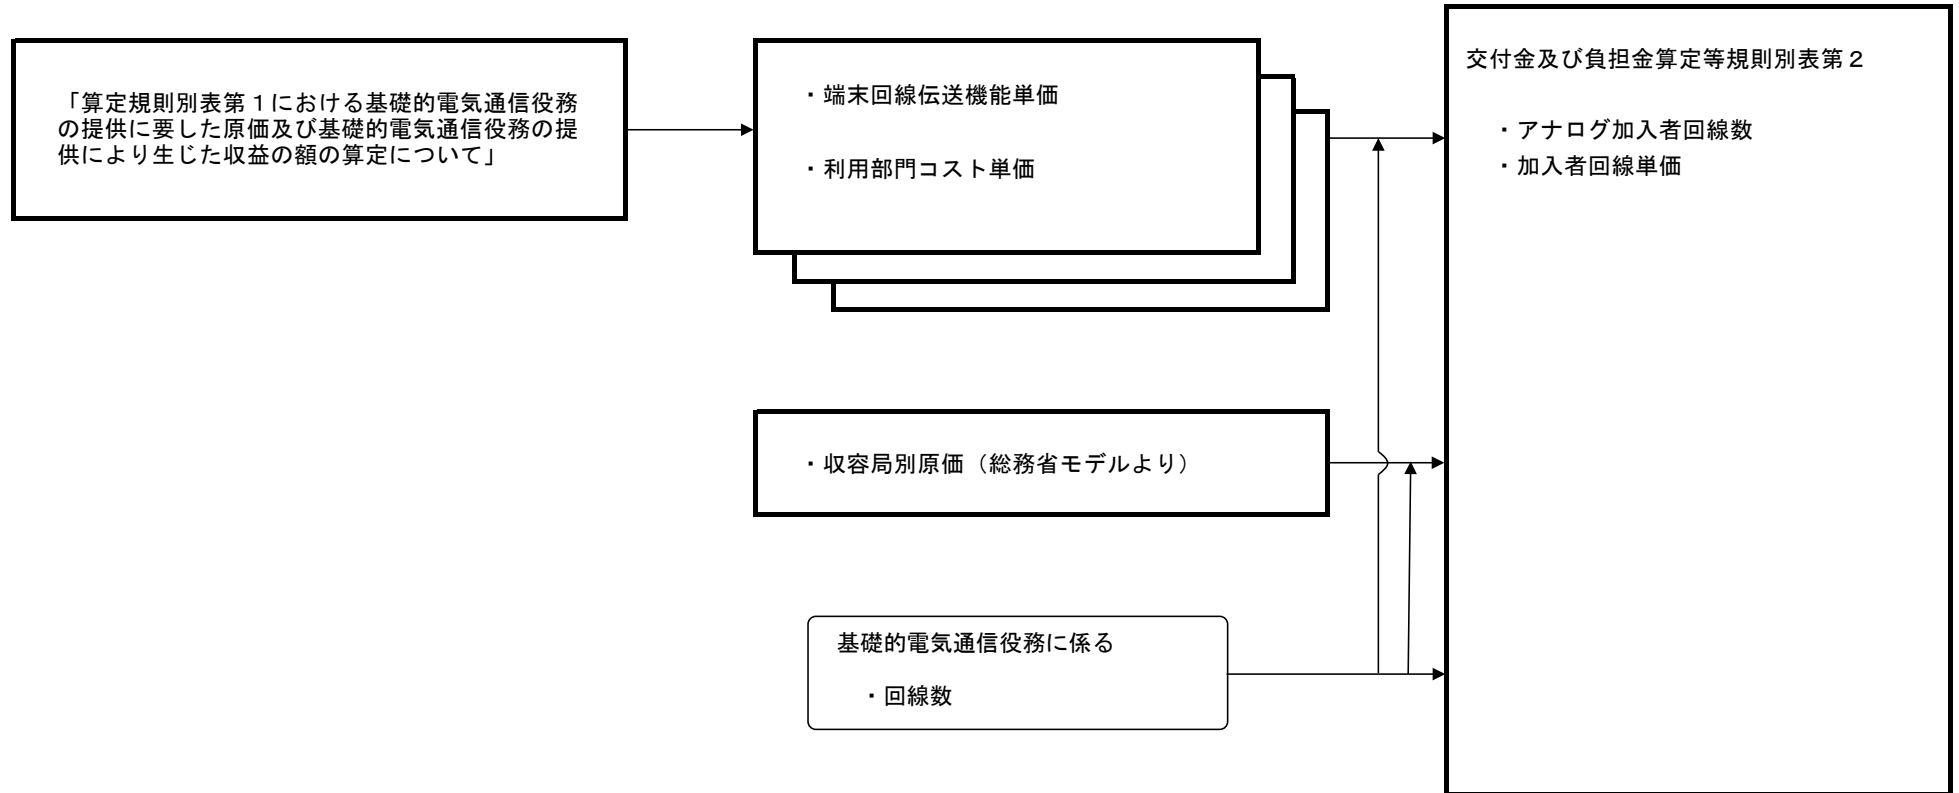 「算定規則別表第１における基礎的電気通信役務
の提供に要した原価及び基礎的電気通信役務の提
供により生じた収益の額の算定について」
・端末回線伝送機能単価
・利用部門コスト単価
交付金及び負担金算定等規則別表第２
・アナログ加入者回線数
・加入者回線単価
・収容局別原価（総務省モデルより）
基礎的電気通信役務に係る
・回線数